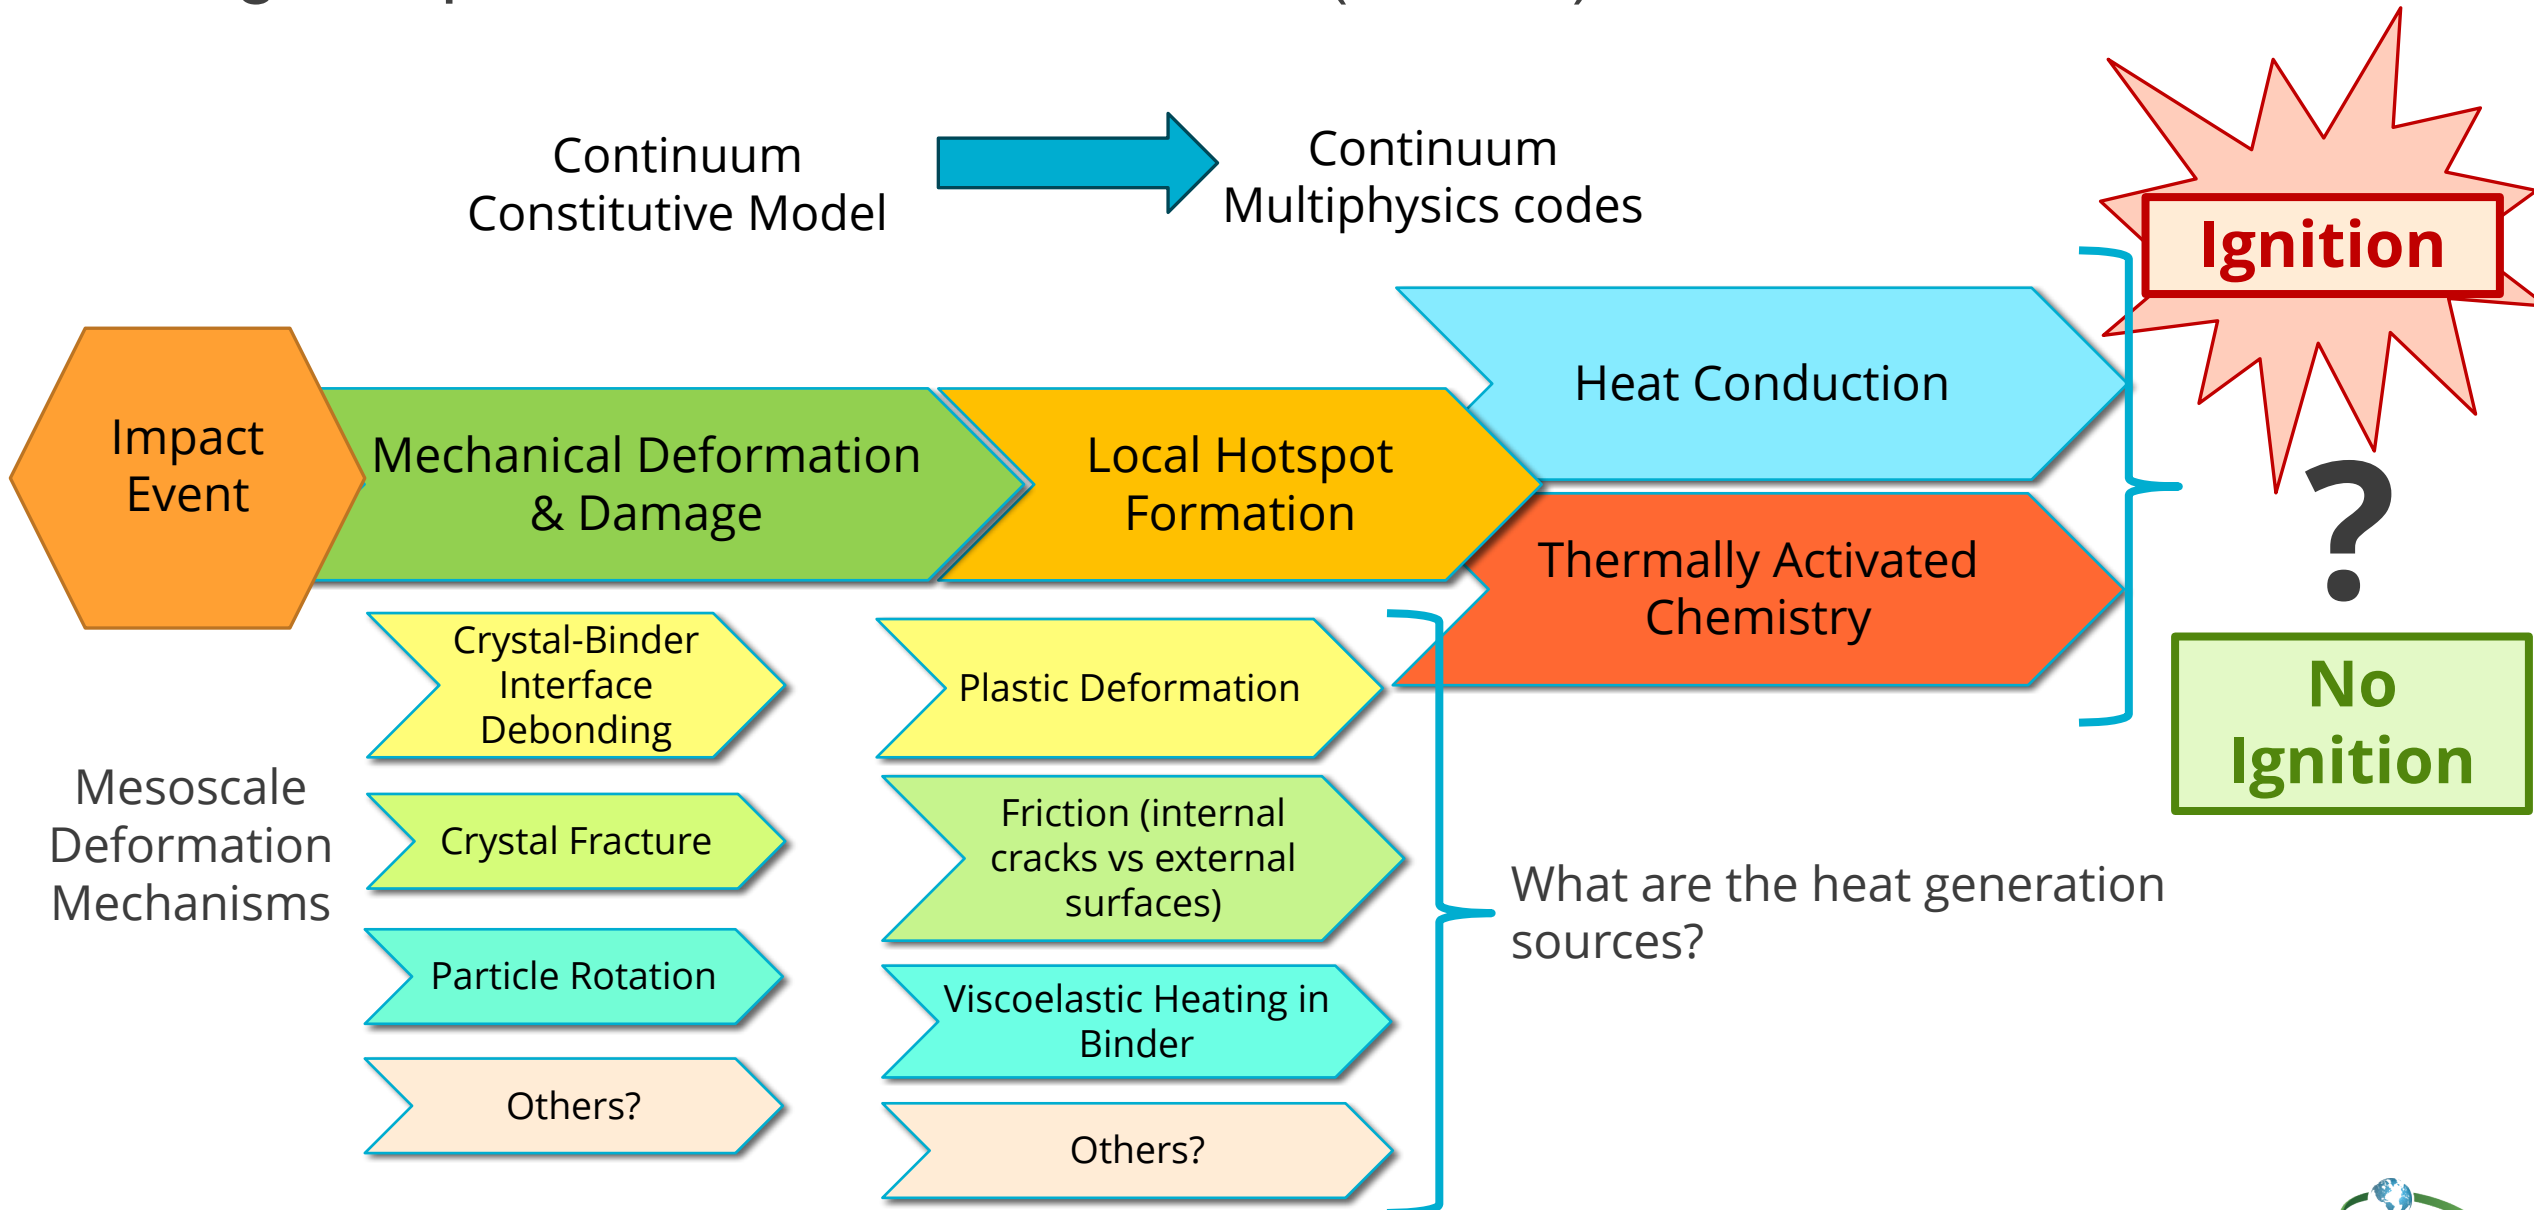 Continuum
Constitutive Model
Continuum
Multiphysics codes
Ignition
Impact
Event
Mechanical Deformation
& Damage
Local Hotspot
Formation
Heat Conduction
Thermally Activated
Chemistry
?
No
Ignition
Mesoscale
Deformation
Mechanisms
Crystal-Binder
Interface
Debonding
Crystal Fracture
Particle Rotation
Others?
Plastic Deformation
Friction (internal
cracks vs external
surfaces)
Viscoelastic Heating in
Binder
Others?
What are the heat generation
sources?